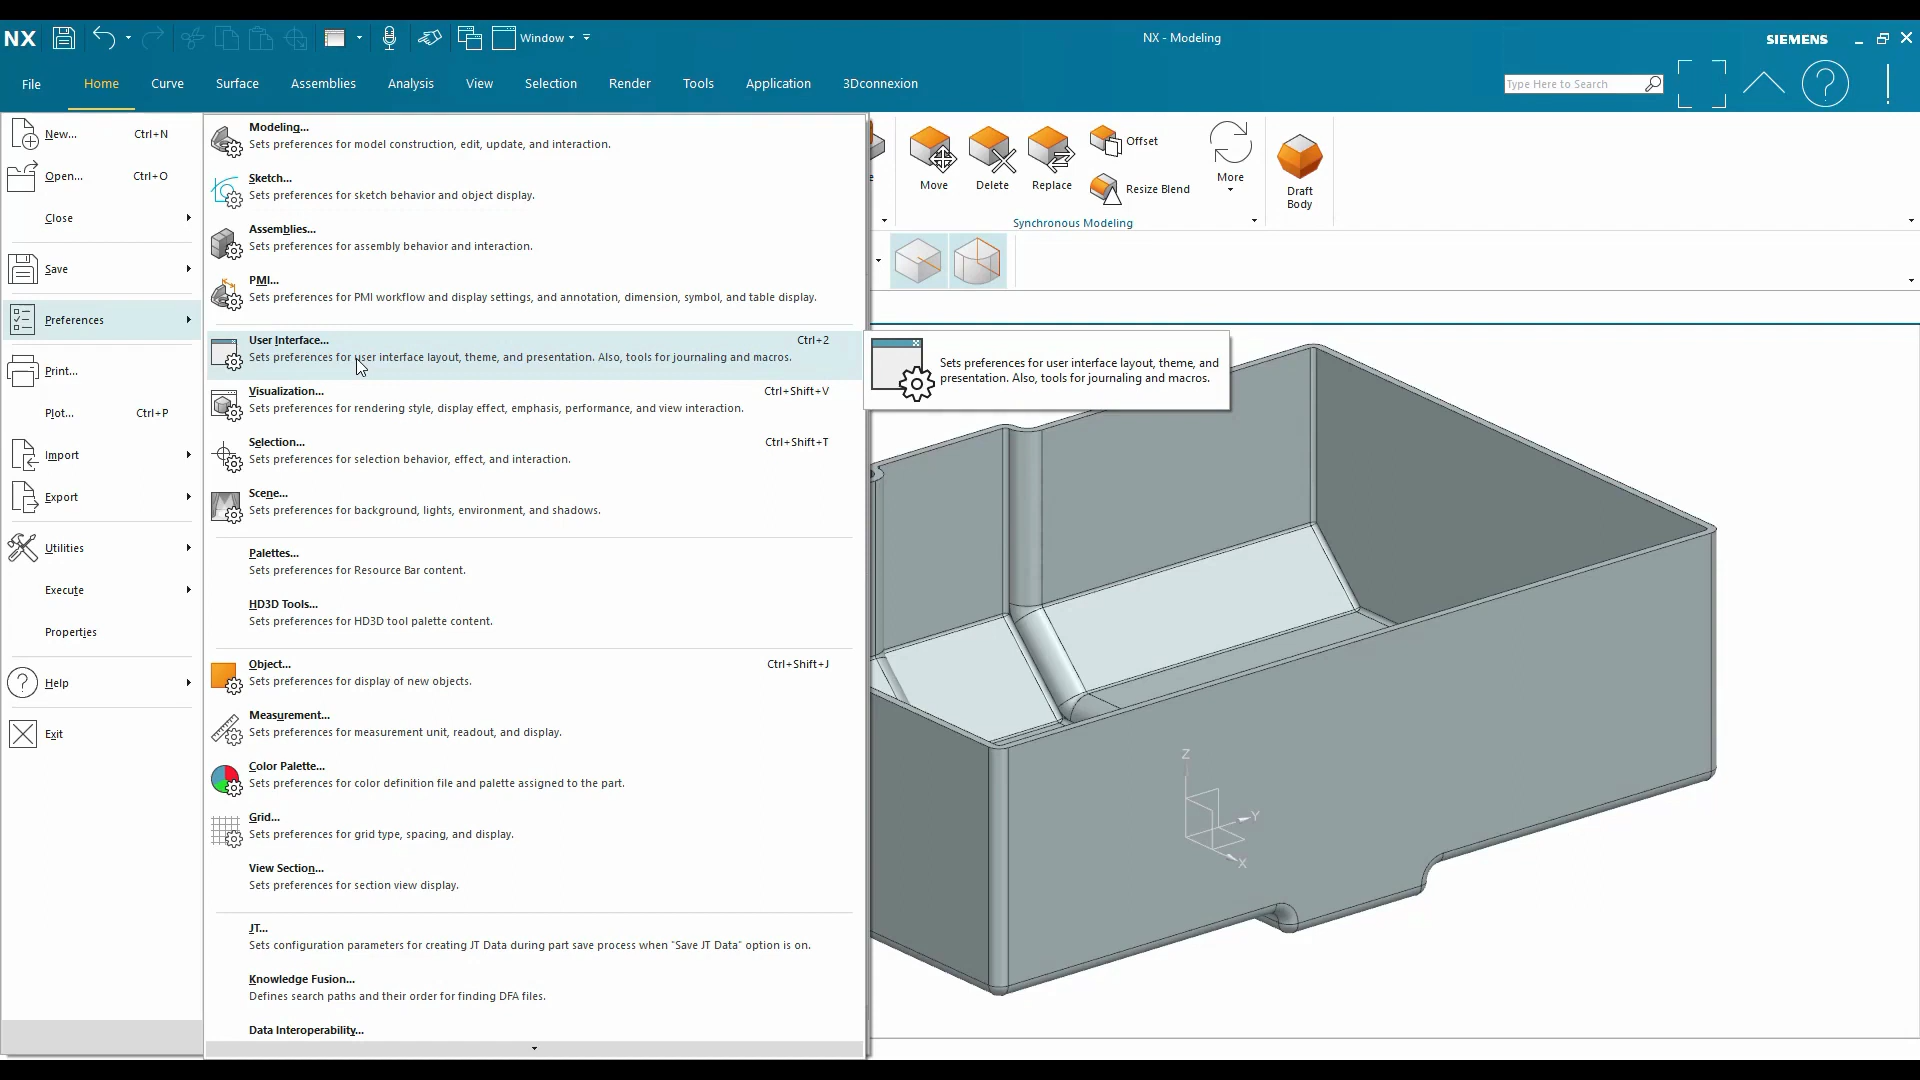 NX
Window
NX - Modeling
SIEMENS
File
Home
Curve
Surface
Assemblies
Analysis
View
Selection
Render
Tools
Application
3Dconnexion
Type Here to Search
New... Ctrl+N
Open... Ctrl+O
Close
Save
Preferences
Print...
Plot... Ctrl+P
Import
Export
Utilities
Execute
Properties
Help
Exit
Modeling...
Sets preferences for model construction, edit, update, and interaction.
Sketch...
Sets preferences for sketch behavior and object display.
Assemblies...
Sets preferences for assembly behavior and interaction.
PMI...
Sets preferences for PMI workflow and display settings, and annotation, dimension, symbol, and table display.
User Interface... Ctrl+2
Sets preferences for user interface layout, theme, and presentation. Also, tools for journaling and macros.
Visualization... Ctrl+Shift+V
Sets preferences for rendering style, display effect, emphasis, performance, and view interaction.
Selection... Ctrl+Shift+T
Sets preferences for selection behavior, effect, and interaction.
Scene...
Sets preferences for background, lights, environment, and shadows.
Palettes...
Sets preferences for Resource Bar content.
HD3D Tools...
Sets preferences for HD3D tool palette content.
Object... Ctrl+Shift+J
Sets preferences for display of new objects.
Measurement...
Sets preferences for measurement unit, readout, and display.
Color Palette...
Sets preferences for color definition file and palette assigned to the part.
Grid...
Sets preferences for grid type, spacing, and display.
View Section...
Sets preferences for section view display.
JT...
Sets configuration parameters for creating JT Data during part save process when "Save JT Data" option is on.
Knowledge Fusion...
Defines search paths and their order for finding DFA files.
Data Interoperability...
e
Move
Delete
Replace
Offset
Resize Blend
More
Draft
Body
Synchronous Modeling
Sets preferences for user interface layout, theme, and
presentation. Also, tools for journaling and macros.
Z
Y
X